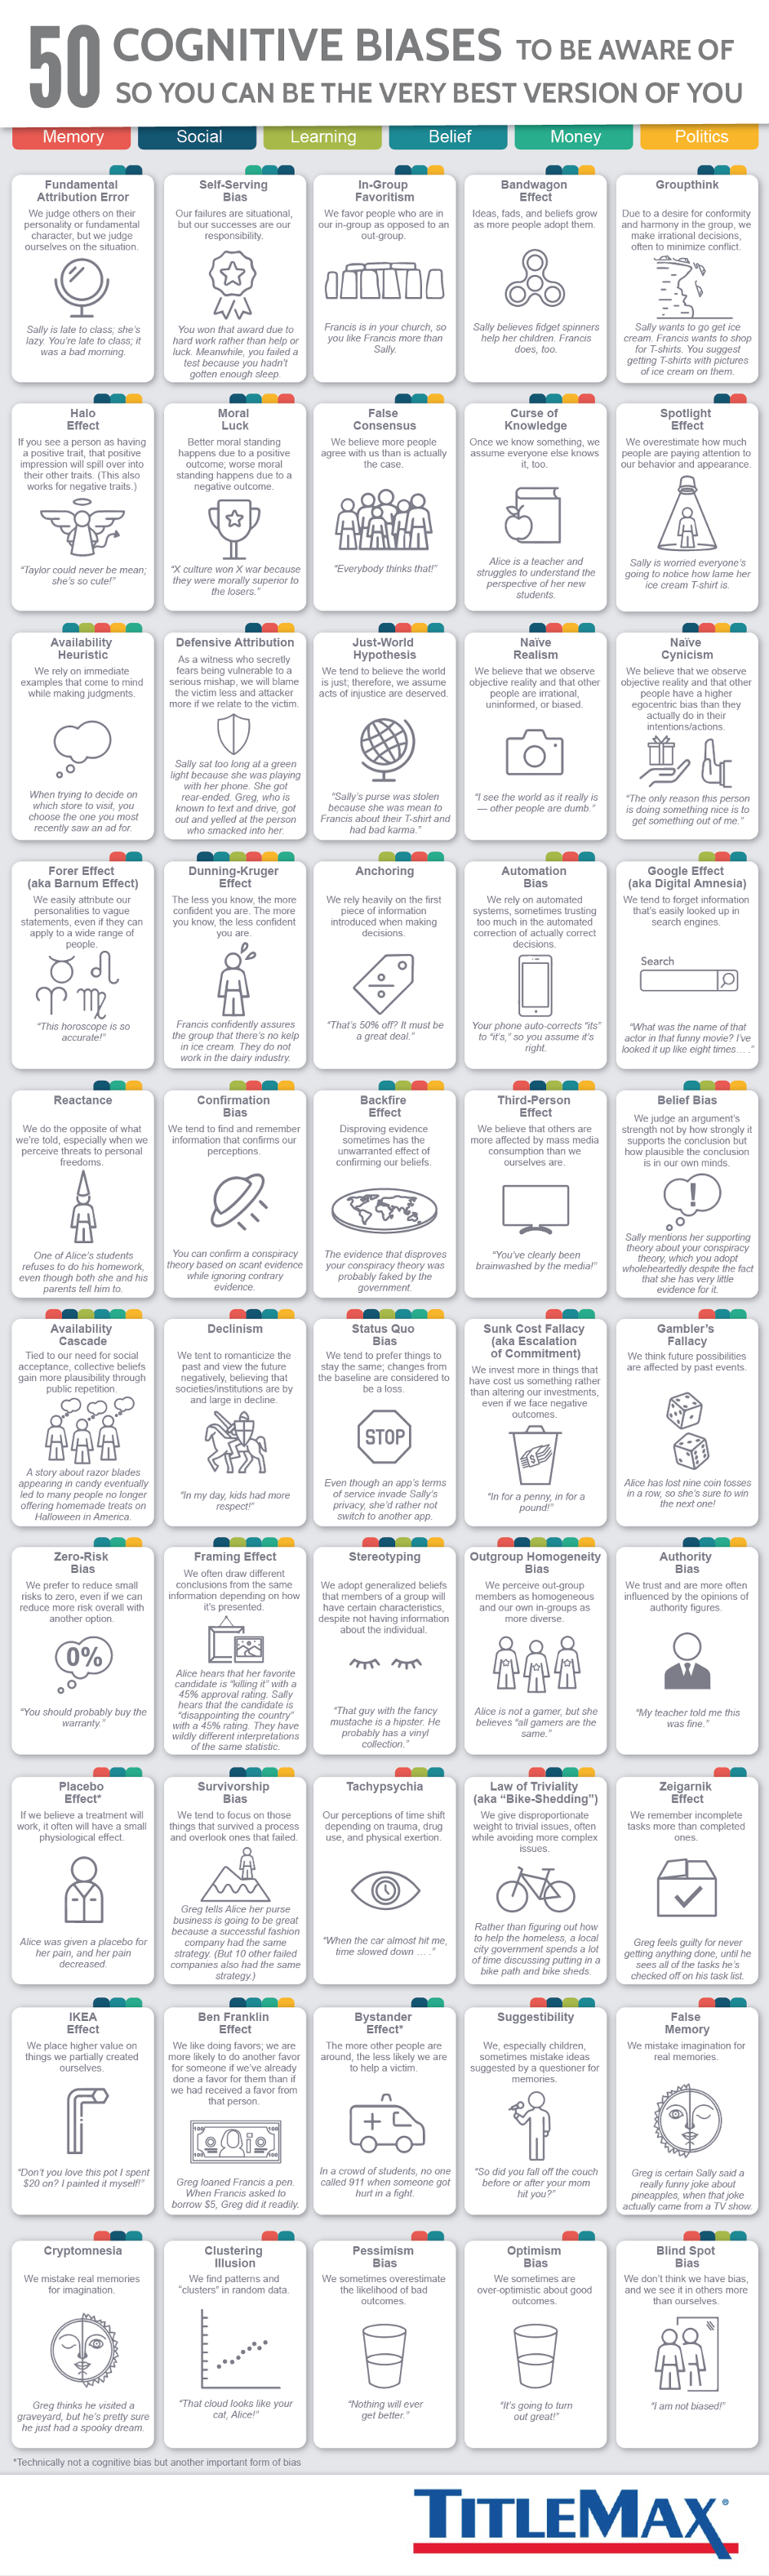 50 COGNITIVE BIASES TO BE AWARE OF
SO YOU CAN BE THE VERY BEST VERSION OF YOU
Memory
Social
Learning
Belief
Money
Politics
Fundamental
Attribution Error
We judge others on their
personality or fundamental
character, but we judge
ourselves on the situation.
Sally is late to class; she's
lazy. You're late to class; it
was a bad morning.
Self-Serving
Bias
Our failures are situational,
but our successes are our
responsibility.
You won that award due to
hard work rather than help or
luck. Meanwhile, you failed a
test because you hadn't
gotten enough sleep.
In-Group
Favoritism
We favor people who are in
our in-group as opposed to an
out-group.
Francis is in your church, so
you like Francis more than
Sally.
Bandwagon
Effect
Ideas, fads, and beliefs grow
as more people adopt them.
Sally believes fidget spinners
help her children. Francis
does, too.
Groupthink
Due to a desire for conformity
and harmony in the group, we
make irrational decisions,
often to minimize conflict.
Sally wants to go get ice
cream. Francis wants to shop
for T-shirts. You suggest
getting T-shirts with pictures
of ice cream on them.
Halo
Effect
If you see a person as having
a positive trait, that positive
impression will spill over into
their other traits. (This also
works for negative traits.)
"Taylor could never be mean;
she's so cute!"
Moral
Luck
Better moral standing
happens due to a positive
outcome; worse moral
standing happens due to a
negative outcome.
"X culture won X war because
they were morally superior to
the losers."
False
Consensus
We believe more people
agree with us than is actually
the case.
"Everybody thinks that!"
Curse of
Knowledge
Once we know something, we
assume everyone else knows
it, too.
Alice is a teacher and
struggles to understand the
perspective of her new
students.
Spotlight
Effect
We overestimate how much
people are paying attention to
our behavior and appearance.
Sally is worried everyone's
going to notice how lame her
ice cream T-shirt is.
Availability
Heuristic
We rely on immediate
examples that come to mind
while making judgments.
When trying to decide on
which store to visit, you
choose the one you most
recently saw an ad for.
Defensive Attribution
As a witness who secretly
fears being vulnerable to a
serious mishap, we will blame
the victim less and attacker
more if we relate to the victim.
Sally sat too long at a green
light because she was playing
with her phone. She got
rear-ended. Greg, who is
known to text and drive, got
out and yelled at the person
who smacked into her.
Just-World
Hypothesis
We tend to believe the world
is just; therefore, we assume
acts of injustice are deserved.
"Sally's purse was stolen
because she was mean to
Francis about their T-shirt and
had bad karma."
Naïve
Realism
We believe that we observe
objective reality and that other
people are irrational,
uninformed, or biased.
"I see the world as it really is
— other people are dumb."
Naïve
Cynicism
We believe that we observe
objective reality and that other
people have a higher
egocentric bias than they
actually do in their
intentions/actions.
"The only reason this person
is doing something nice is to
get something out of me."
Forer Effect
(aka Barnum Effect)
We easily attribute our
personalities to vague
statements, even if they can
apply to a wide range of
people.
"This horoscope is so
accurate!"
Dunning-Kruger
Effect
The less you know, the more
confident you are. The more
you know, the less confident
you are.
Francis confidently assures
the group that there's no kelp
in ice cream. They do not
work in the dairy industry.
Anchoring
We rely heavily on the first
piece of information
introduced when making
decisions.
"That's 50% off? It must be
a great deal."
Automation
Bias
We rely on automated
systems, sometimes trusting
too much in the automated
correction of actually correct
decisions.
Your phone auto-corrects "its"
to "it's," so you assume it's
right.
Google Effect
(aka Digital Amnesia)
We tend to forget information
that's easily looked up in
search engines.
Search
"What was the name of that
actor in that funny movie? I've
looked it up like eight times… ."
Reactance
We do the opposite of what
we're told, especially when we
perceive threats to personal
freedoms.
One of Alice's students
refuses to do his homework,
even though both she and his
parents tell him to.
Confirmation
Bias
We tend to find and remember
information that confirms our
perceptions.
You can confirm a conspiracy
theory based on scant evidence
while ignoring contrary
evidence.
Backfire
Effect
Disproving evidence
sometimes has the
unwarranted effect of
confirming our beliefs.
The evidence that disproves
your conspiracy theory was
probably faked by the
government.
Third-Person
Effect
We believe that others are
more affected by mass media
consumption than we
ourselves are.
"You've clearly been
brainwashed by the media!"
Belief Bias
We judge an argument's
strength not by how strongly it
supports the conclusion but
how plausible the conclusion
is in our own minds.
!
Sally mentions her supporting
theory about your conspiracy
theory, which you adopt
wholeheartedly despite the fact
that she has very little
evidence for it.
Availability
Cascade
Tied to our need for social
acceptance, collective beliefs
gain more plausibility through
public repetition.
A story about razor blades
appearing in candy eventually
led to many people no longer
offering homemade treats on
Halloween in America.
Declinism
We tent to romanticize the
past and view the future
negatively, believing that
societies/institutions are by
and large in decline.
"In my day, kids had more
respect!"
Status Quo
Bias
We tend to prefer things to
stay the same; changes from
the baseline are considered to
be a loss.
STOP
Even though an app's terms
of service invade Sally's
privacy, she'd rather not
switch to another app.
Sunk Cost Fallacy
(aka Escalation
of Commitment)
We invest more in things that
have cost us something rather
than altering our investments,
even if we face negative
outcomes.
"In for a penny, in for a
pound!"
Gambler's
Fallacy
We think future possibilities
are affected by past events.
Alice has lost nine coin tosses
in a row, so she's sure to win
the next one!
Zero-Risk
Bias
We prefer to reduce small
risks to zero, even if we can
reduce more risk overall with
another option.
0%
"You should probably buy the
warranty."
Framing Effect
We often draw different
conclusions from the same
information depending on how
it's presented.
Alice hears that her favorite
candidate is "killing it" with a
45% approval rating. Sally
hears that the candidate is
"disappointing the country"
with a 45% rating. They have
wildly different interpretations
of the same statistic.
Stereotyping
We adopt generalized beliefs
that members of a group will
have certain characteristics,
despite not having information
about the individual.
"That guy with the fancy
mustache is a hipster. He
probably has a vinyl
collection."
Outgroup Homogeneity
Bias
We perceive out-group
members as homogeneous
and our own in-groups as
more diverse.
Alice is not a gamer, but she
believes "all gamers are the
same."
Authority
Bias
We trust and are more often
influenced by the opinions of
authority figures.
"My teacher told me this
was fine."
Placebo
Effect*
If we believe a treatment will
work, it often will have a small
physiological effect.
Alice was given a placebo for
her pain, and her pain
decreased.
Survivorship
Bias
We tend to focus on those
things that survived a process
and overlook ones that failed.
Greg tells Alice her purse
business is going to be great
because a successful fashion
company had the same
strategy. (But 10 other failed
companies also had the same
strategy.)
Tachypsychia
Our perceptions of time shift
depending on trauma, drug
use, and physical exertion.
"When the car almost hit me,
time slowed down … ."
Law of Triviality
(aka "Bike-Shedding")
We give disproportionate
weight to trivial issues, often
while avoiding more complex
issues.
Rather than figuring out how
to help the homeless, a local
city government spends a lot
of time discussing putting in a
bike path and bike sheds.
Zeigarnik
Effect
We remember incomplete
tasks more than completed
ones.
Greg feels guilty for never
getting anything done, until he
sees all of the tasks he's
checked off on his task list.
IKEA
Effect
We place higher value on
things we partially created
ourselves.
"Don't you love this pot I spent
$20 on? I painted it myself!"
Ben Franklin
Effect
We like doing favors; we are
more likely to do another favor
for someone if we've already
done a favor for them than if
we had received a favor from
that person.
100
Greg loaned Francis a pen.
When Francis asked to
borrow $5, Greg did it readily.
Bystander
Effect*
The more other people are
around, the less likely we are
to help a victim.
In a crowd of students, no one
called 911 when someone got
hurt in a fight.
Suggestibility
We, especially children,
sometimes mistake ideas
suggested by a questioner for
memories.
"So did you fall off the couch
before or after your mom
hit you?"
False
Memory
We mistake imagination for
real memories.
Greg is certain Sally said a
really funny joke about
pineapples, when that joke
actually came from a TV show.
Cryptomnesia
We mistake real memories
for imagination.
Greg thinks he visited a
graveyard, but he's pretty sure
he just had a spooky dream.
Clustering
Illusion
We find patterns and
"clusters" in random data.
"That cloud looks like your
cat, Alice!"
Pessimism
Bias
We sometimes overestimate
the likelihood of bad
outcomes.
"Nothing will ever
get better."
Optimism
Bias
We sometimes are
over-optimistic about good
outcomes.
"It's going to turn
out great!"
Blind Spot
Bias
We don't think we have bias,
and we see it in others more
than ourselves.
"I am not biased!"
*Technically not a cognitive bias but another important form of bias
TITLEMAX®